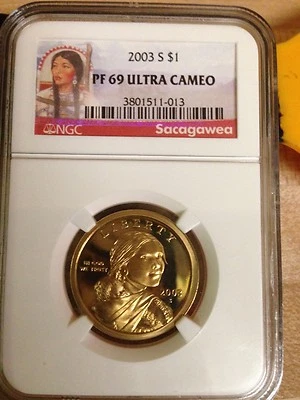 2003 S $1
PF 69 ULTRA CAMEO
3801511-013
NGC
Sacagawea
LIBERTY
IN GOD
WE TRUST
2003
S